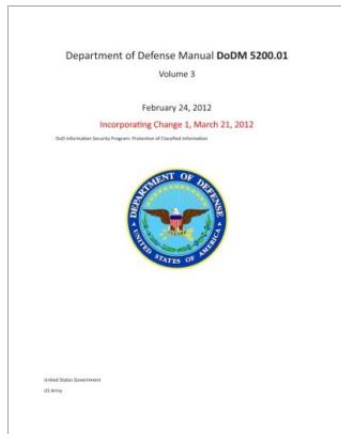 Department of Defense Manual DoDM 5200.01
Volume 3
February 24, 2012
Incorporating Change 1, March 21, 2012
DoD Information Security Program: Protection of Classified Information
DEPARTMENT OF DEFENSE
UNITED STATES OF AMERICA
United States Government
US Army